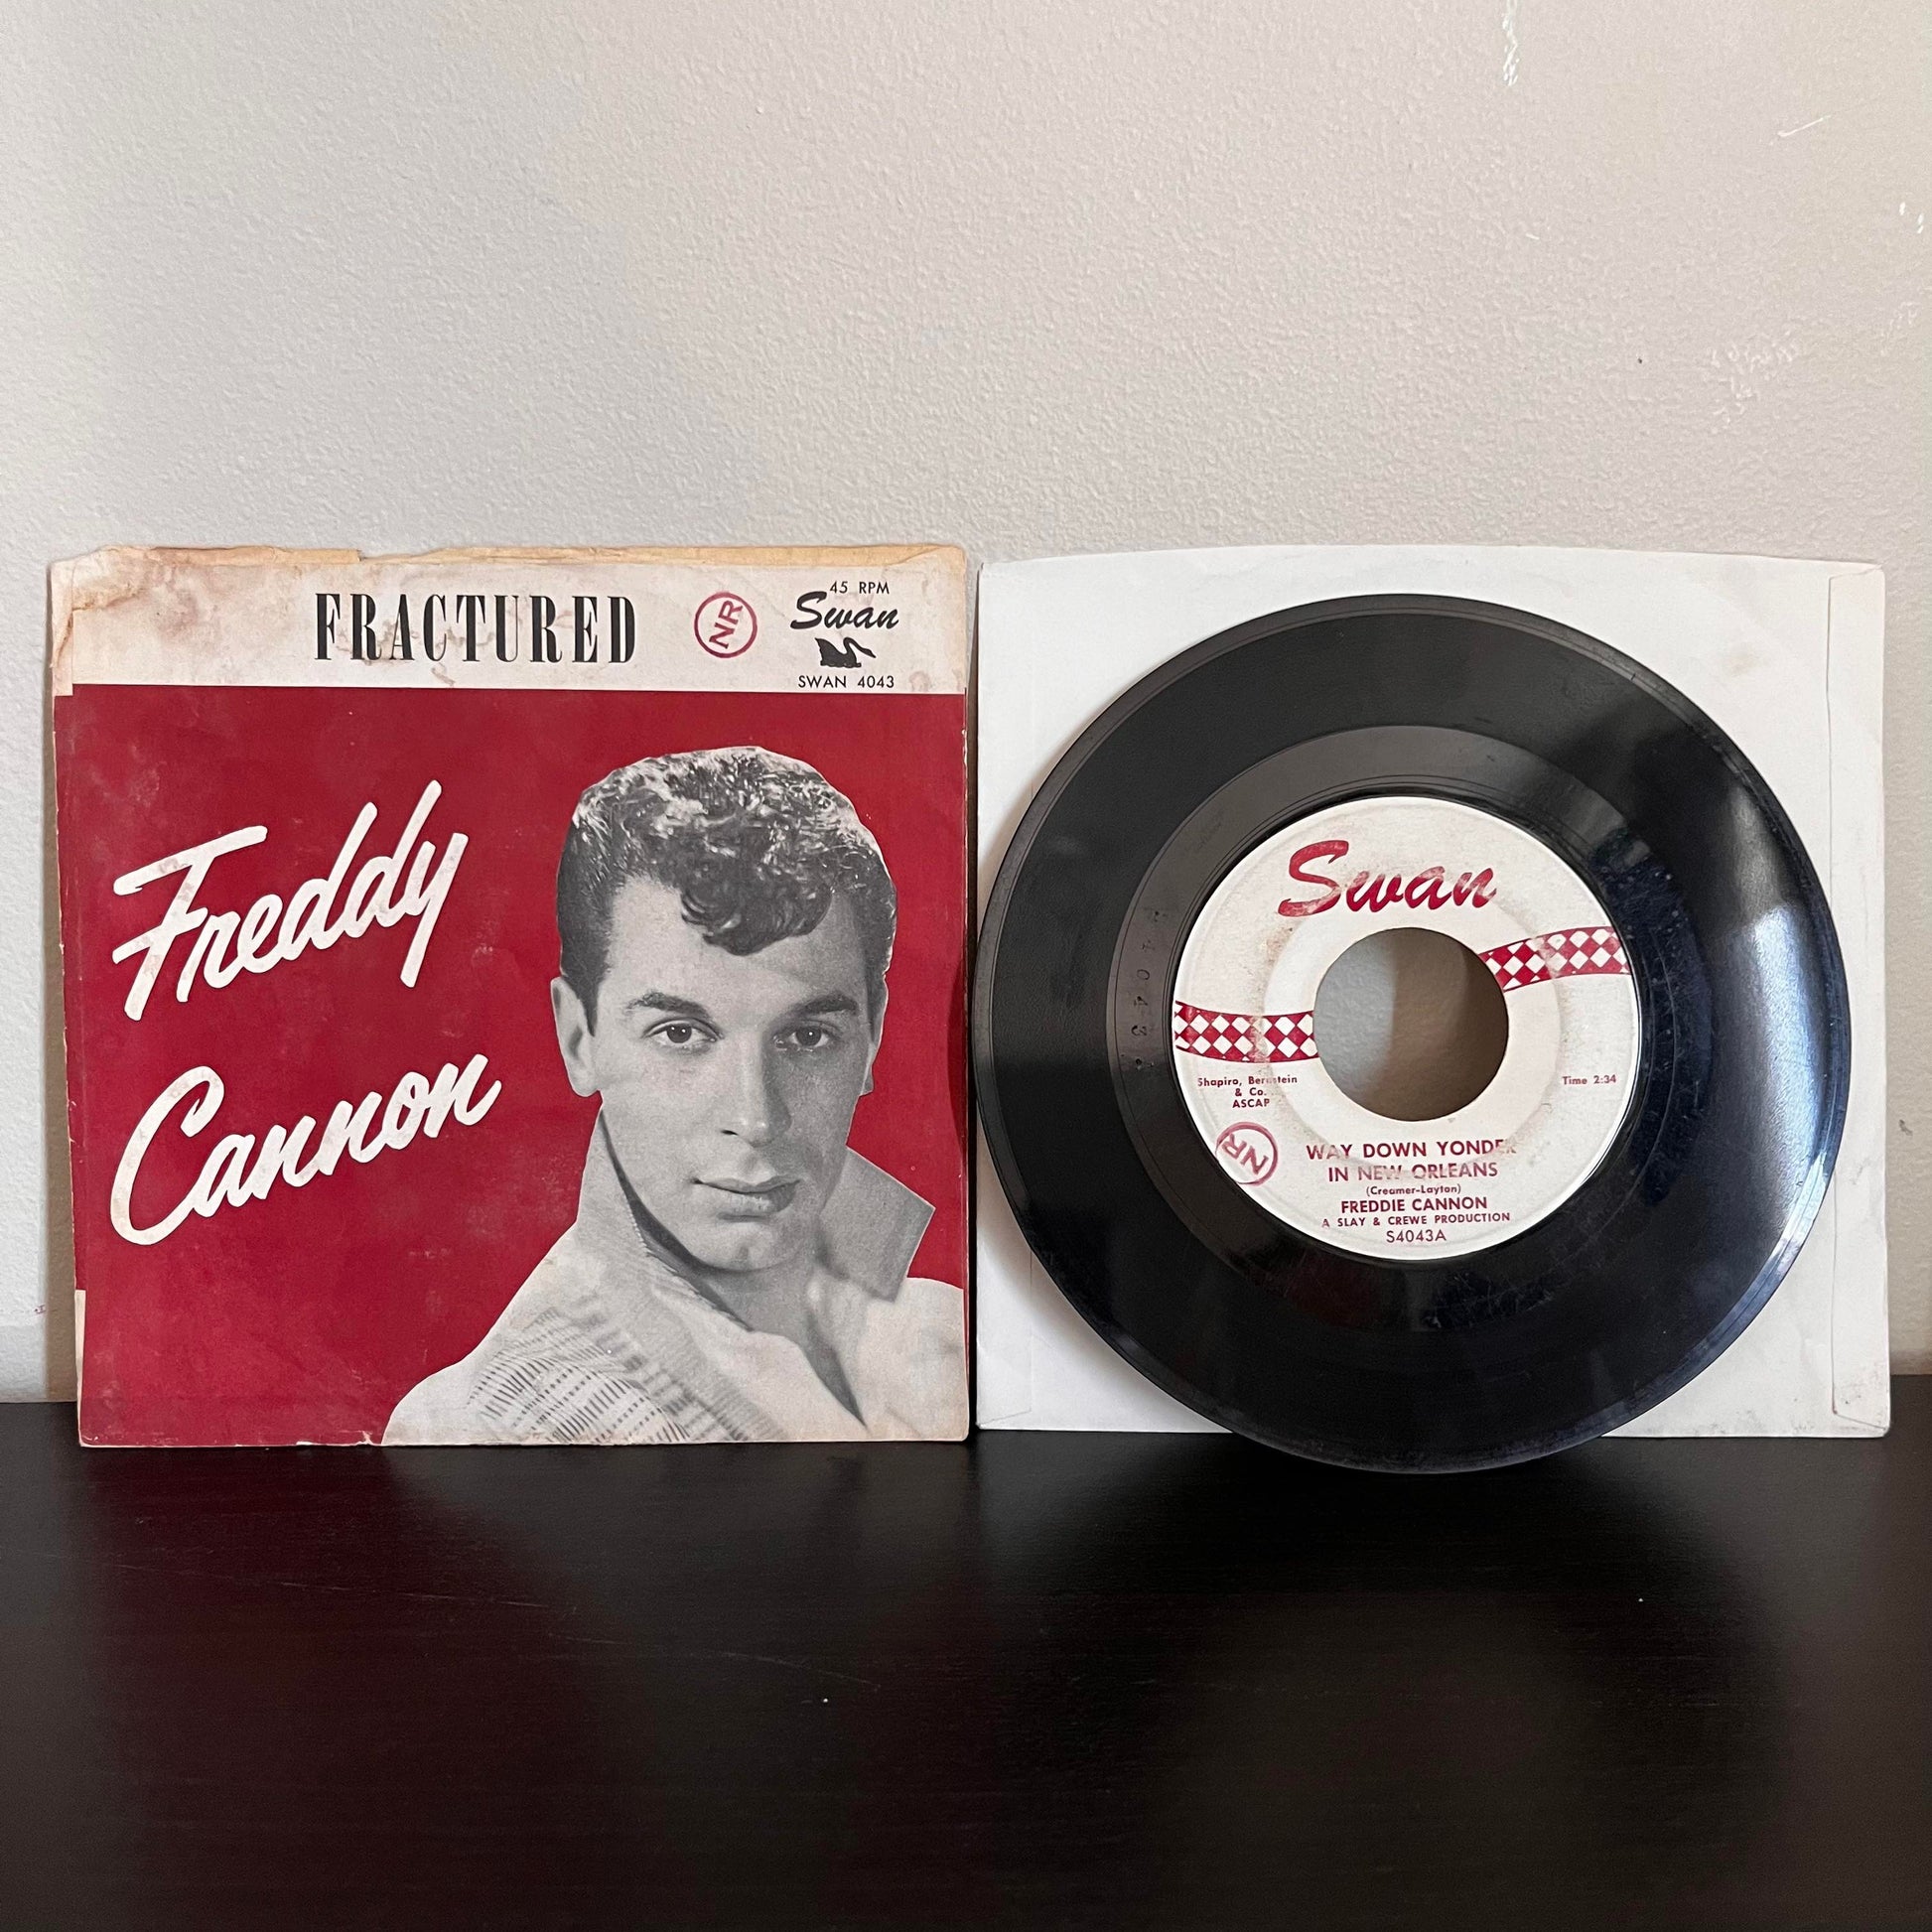 FRACTURED
NR
45 RPM
Swan
SWAN 4043
Freddy
Cannon
Swan
Shapiro, Bernstein
& Co.
ASCAP
Time 2:34
NR
WAY DOWN YONDER
IN NEW ORLEANS
(Creamer-Layton)
FREDDIE CANNON
A SLAY & CREWE PRODUCTION
S4043A